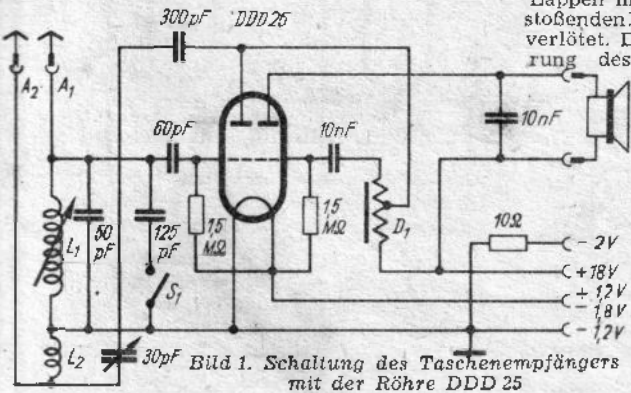 Lappen in
stoßenden
verlötet. D
rung des
300pF
DDD25
A₂
A₁
60pF
10nF
10nF
L₁
50
pF
125
pF
1,5
MΩ
1,5
MΩ
D₁
10Ω
S₁
- 2V
+18V
+ 1,2V
- 1,8V
- 1,2V
L₂
30pF
Bild 1. Schaltung des Taschenempfängers
mit der Röhre DDD 25